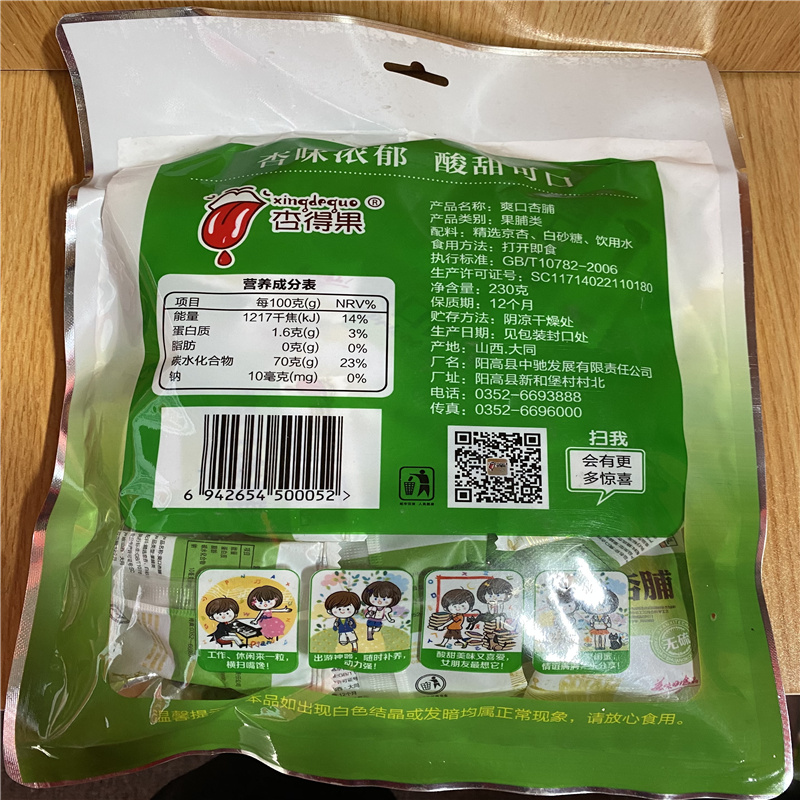 杏味浓郁 酸甜可口
xingdeguo®
杏得果
产品名称：爽口杏脯
产品类别：果脯类
配料：精选京杏、白砂糖、饮用水
食用方法：打开即食
执行标准：GB/T10782-2006
生产许可证号：SC11714022110180
净含量：230克
保质期：12个月
贮存方法：阴凉干燥处
生产日期：见包装封口处
产地：山西.大同
厂名：阳高县中驰发展有限责任公司
厂址：阳高县新和堡村村北
电话：0352-6693888
传真：0352-6696000
营养成分表
项目 每100克(g) NRV%
能量 1217千焦(kJ) 14%
蛋白质 1.6克(g) 3%
脂肪 0克(g) 0%
碳水化合物 70克(g) 23%
钠 10毫克(mg) 0%
6 942654 500052 >
扫我
会有更
多惊喜
工作、休闲来一粒，
横扫嘴馋！
出游神器，随时补养，
动力强！
酸甜美味又喜爱，
女朋友最想它！
杏脯
无硫
温馨提 本品如出现白色结晶或发暗均属正常现象，请放心食用。